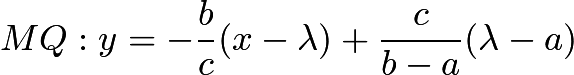 MQ : y = -\frac{b}{c}(x - \lambda) + \frac{c}{b - a}(\lambda - a)